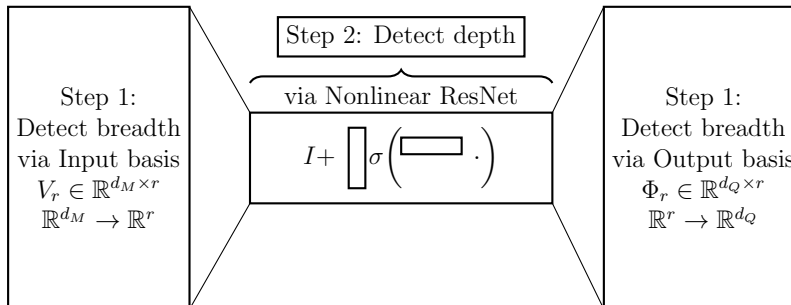 Step 1:
Detect breadth
via Input basis
V_r ∈ ℝ^{d_M×r}
ℝ^{d_M} → ℝ^r
Step 2: Detect depth
via Nonlinear ResNet
I+ σ( · )
Step 1:
Detect breadth
via Output basis
Φ_r ∈ ℝ^{d_Q×r}
ℝ^r → ℝ^{d_Q}